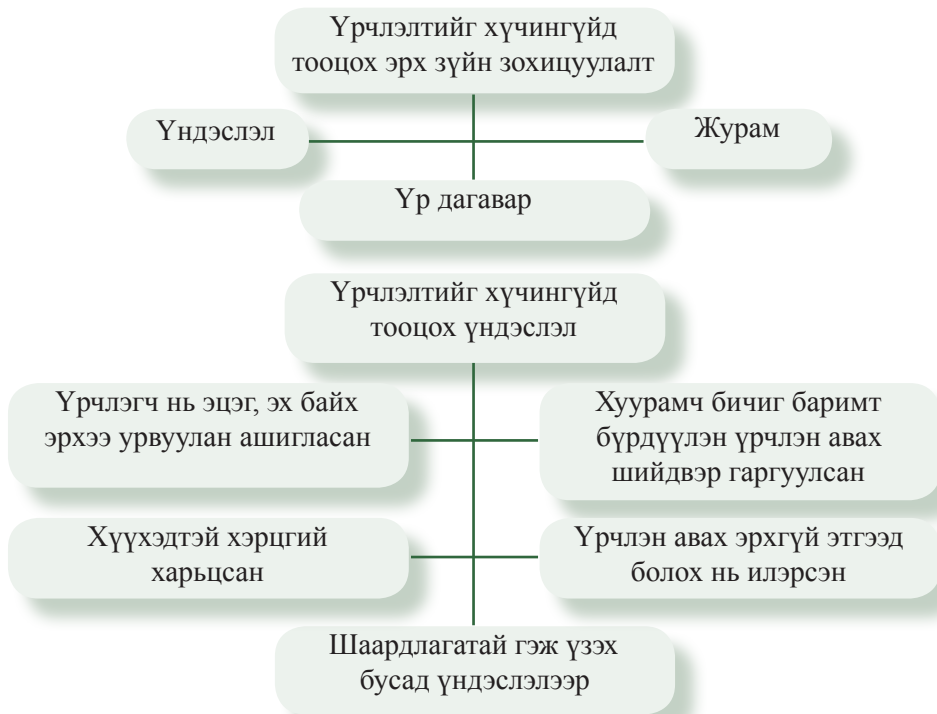 Үрчлэлтийг хүчингүйд
тооцох эрх зүйн зохицуулалт
Үндэслэл
Журам
Үр дагавар
Үрчлэлтийг хүчингүйд
тооцох үндэслэл
Үрчлэгч нь эцэг, эх байх
эрхээ урвуулан ашигласан
Хуурамч бичиг баримт
бүрдүүлэн үрчлэн авах
шийдвэр гаргуулсан
Хүүхэдтэй хэрцгий
харьцсан
Үрчлэн авах эрхгүй этгээд
болох нь илэрсэн
Шаардлагатай гэж үзэх
бусад үндэслэлээр